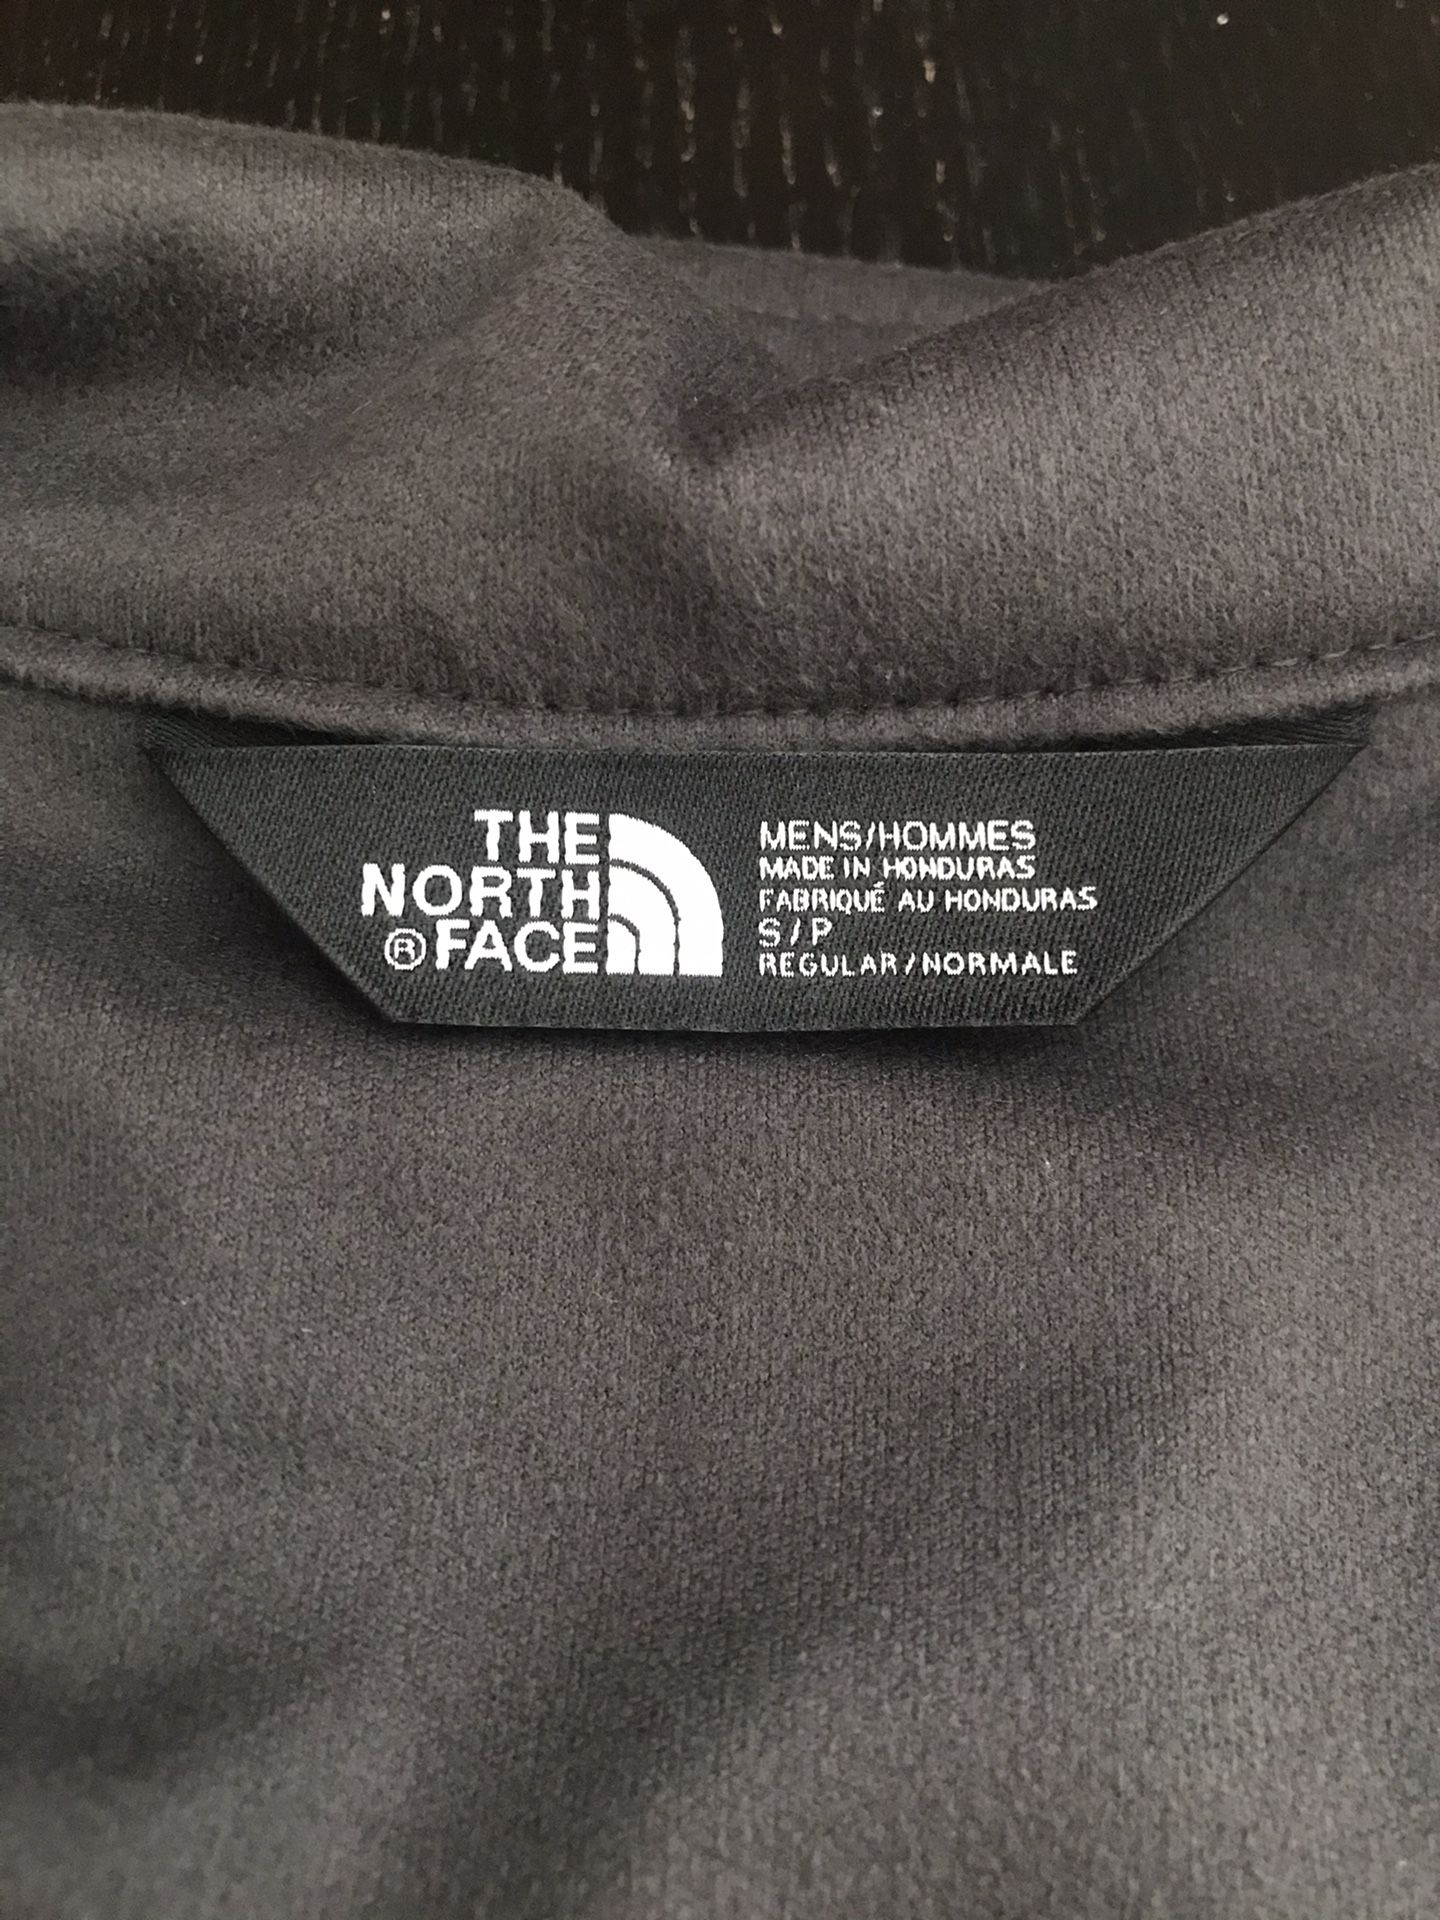 THE
NORTH
® FACE
MENS/HOMMES
MADE IN HONDURAS
FABRIQUÉ AU HONDURAS
S/P
REGULAR/NORMALE